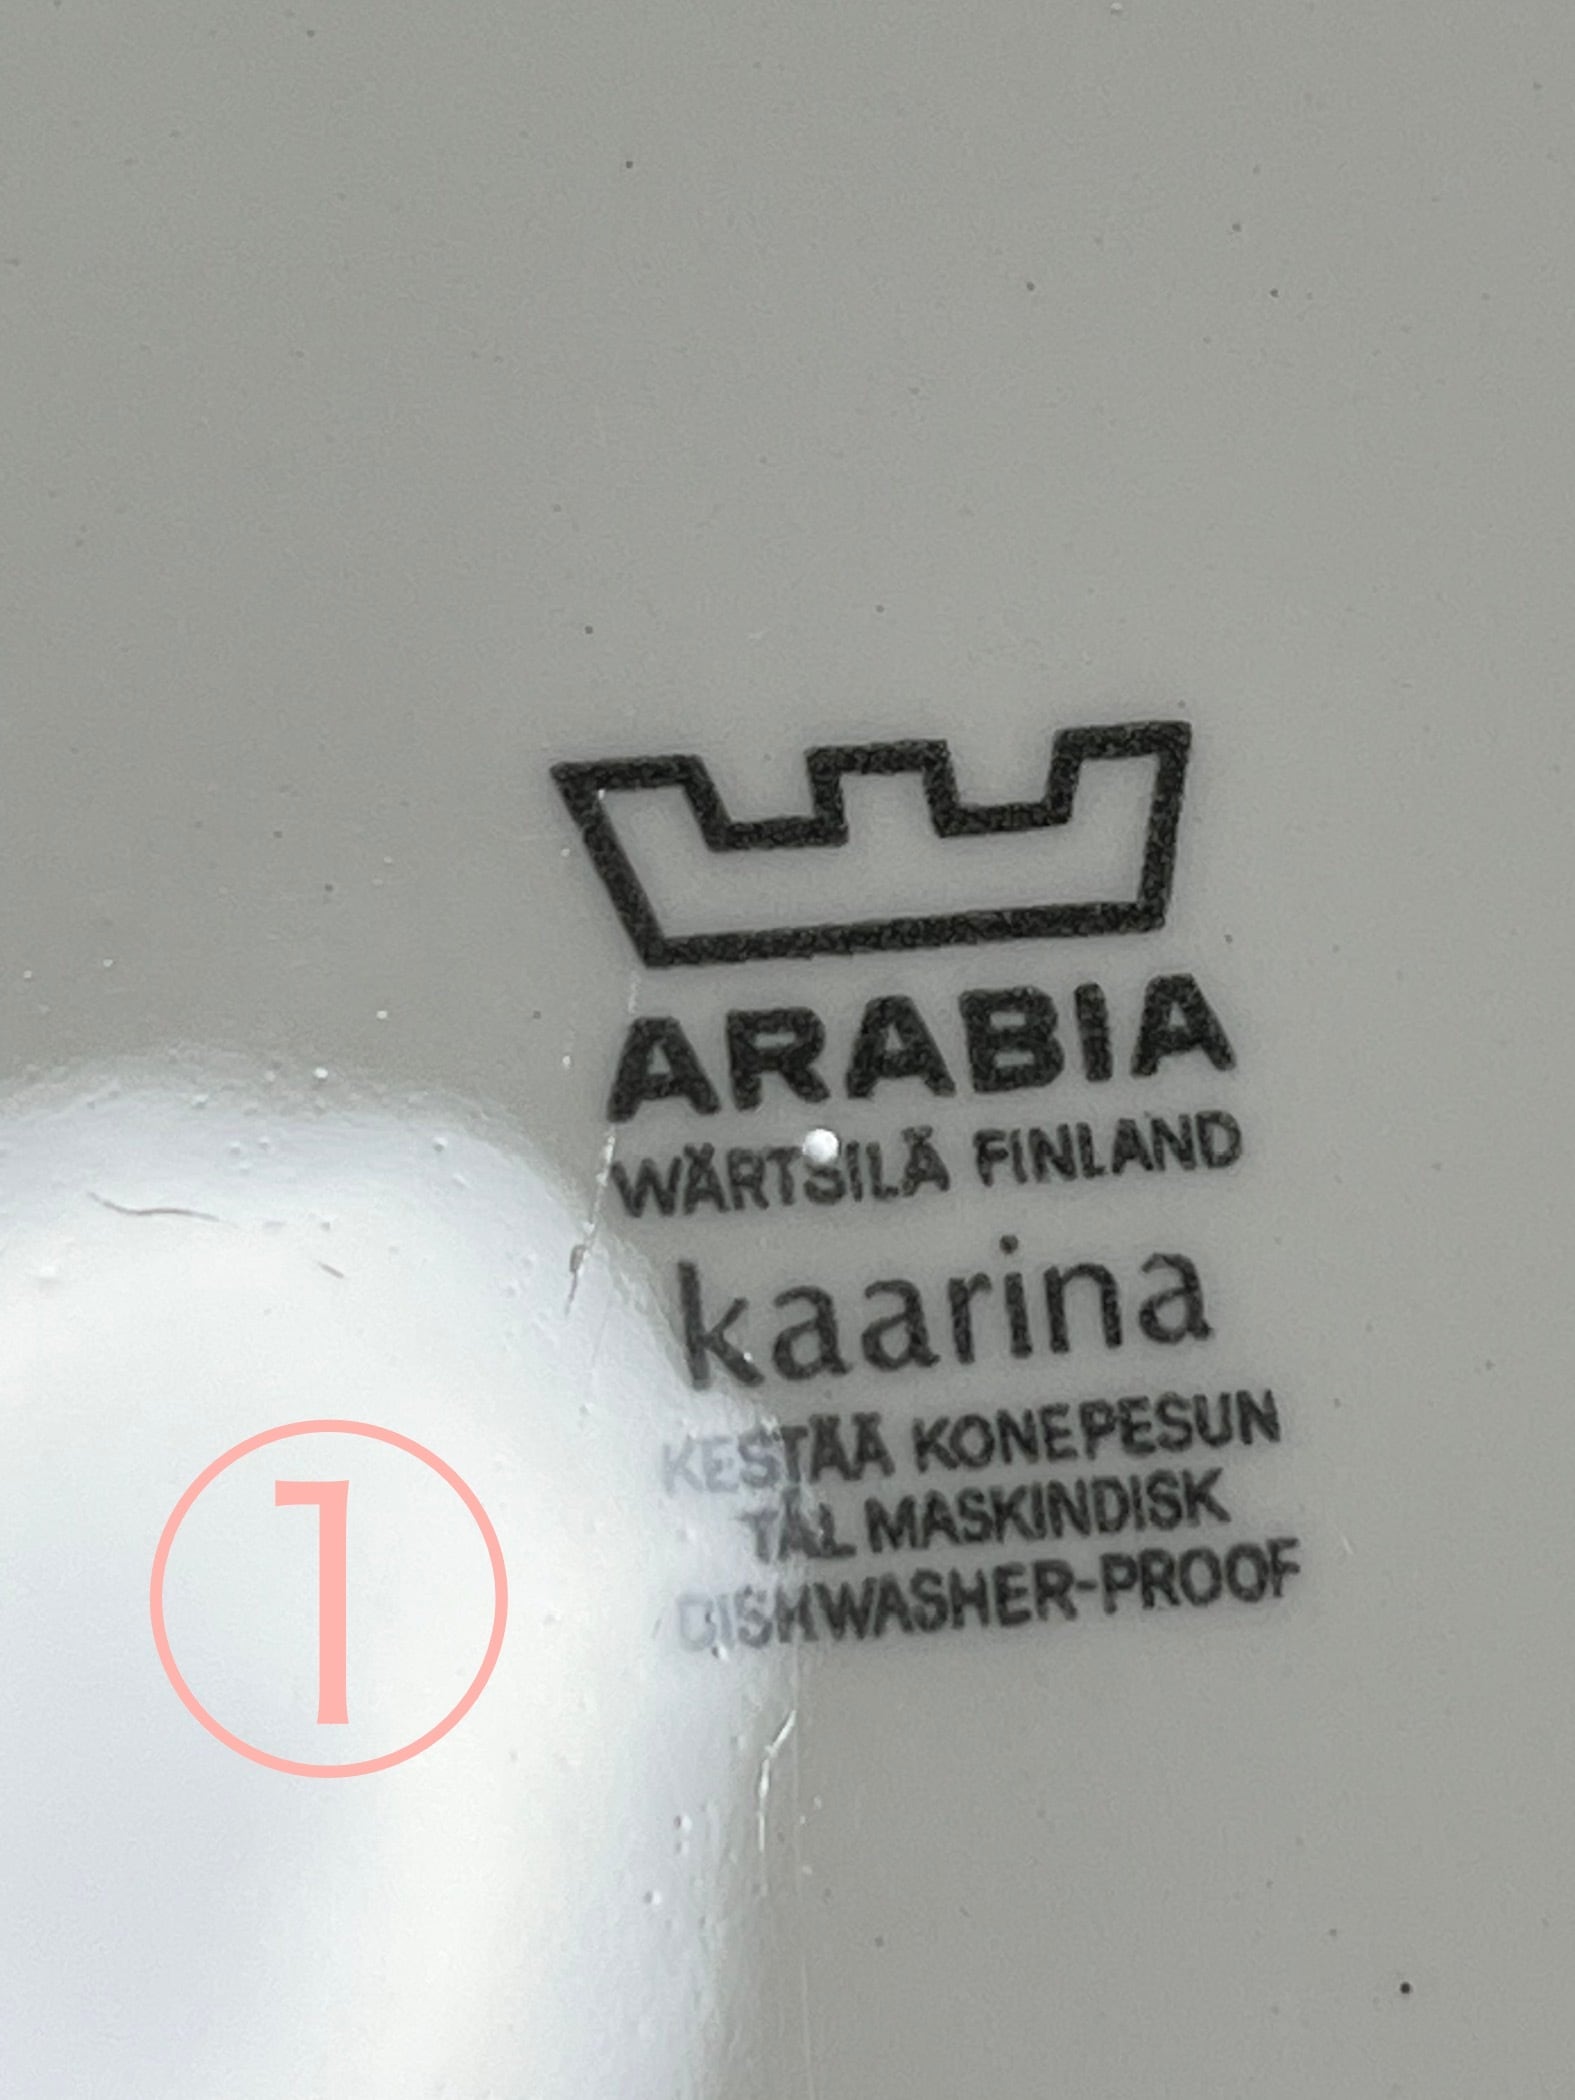 ARABIA
WÄRTSILÄ FINLAND
kaarina
KESTÄÄ KONEPESUN
TÅL MASKINDISK
DISHWASHER-PROOF
1